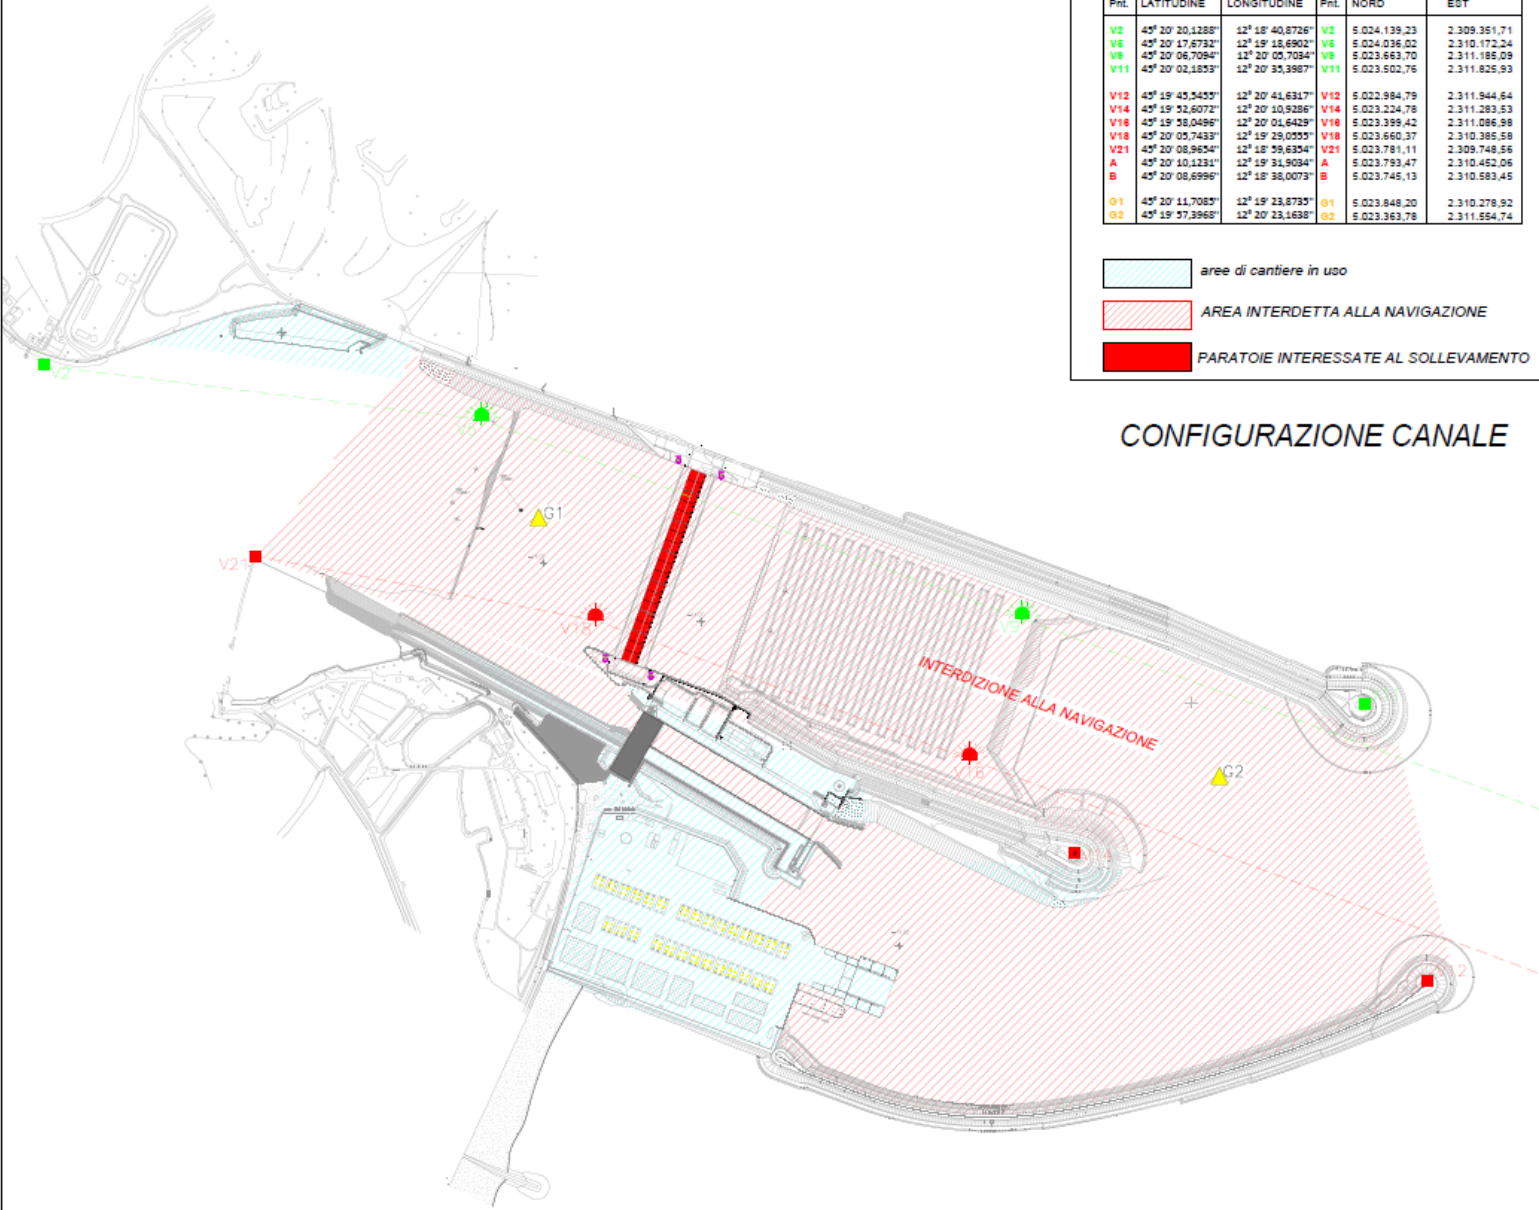 Pnt. LATITUDINE LONGITUDINE Pnt. NORD EST
V2 45° 20' 20,1288" 12° 18' 40,8726" V2 5.024.139,23 2.309.351,71
V6 45° 20' 17,6732" 12° 19' 18,6902" V6 5.024.036,02 2.310.172,24
V9 45° 20' 06,7094" 12° 20' 05,7034" V9 5.023.663,70 2.311.185,09
V11 45° 20' 02,1853" 12° 20' 35,3987" V11 5.023.502,76 2.311.825,93
V12 45° 19' 45,5455" 12° 20' 41,6317" V12 5.022.984,79 2.311.944,64
V14 45° 19' 52,6072" 12° 20' 10,9286" V14 5.023.224,78 2.311.283,53
V16 45° 19' 58,0496" 12° 20' 01,6429" V16 5.023.399,42 2.311.086,98
V18 45° 20' 05,7433" 12° 19' 29,0555" V18 5.023.660,37 2.310.385,58
V21 45° 20' 08,9654" 12° 18' 59,6354" V21 5.023.781,11 2.309.748,56
A 45° 20' 10,1231" 12° 19' 31,9034" A 5.023.793,47 2.310.452,06
B 45° 20' 08,6996" 12° 18' 38,0073" B 5.023.745,13 2.310.583,45
G1 45° 20' 11,7085" 12° 19' 23,8735" G1 5.023.848,20 2.310.278,92
G2 45° 19' 57,3968" 12° 20' 23,1638" G2 5.023.363,78 2.311.554,74
aree di cantiere in uso
AREA INTERDETTA ALLA NAVIGAZIONE
PARATOIE INTERESSATE AL SOLLEVAMENTO
CONFIGURAZIONE CANALE
V2
G1
V21
V18
V9
INTERDIZIONE ALLA NAVIGAZIONE
V16
G2